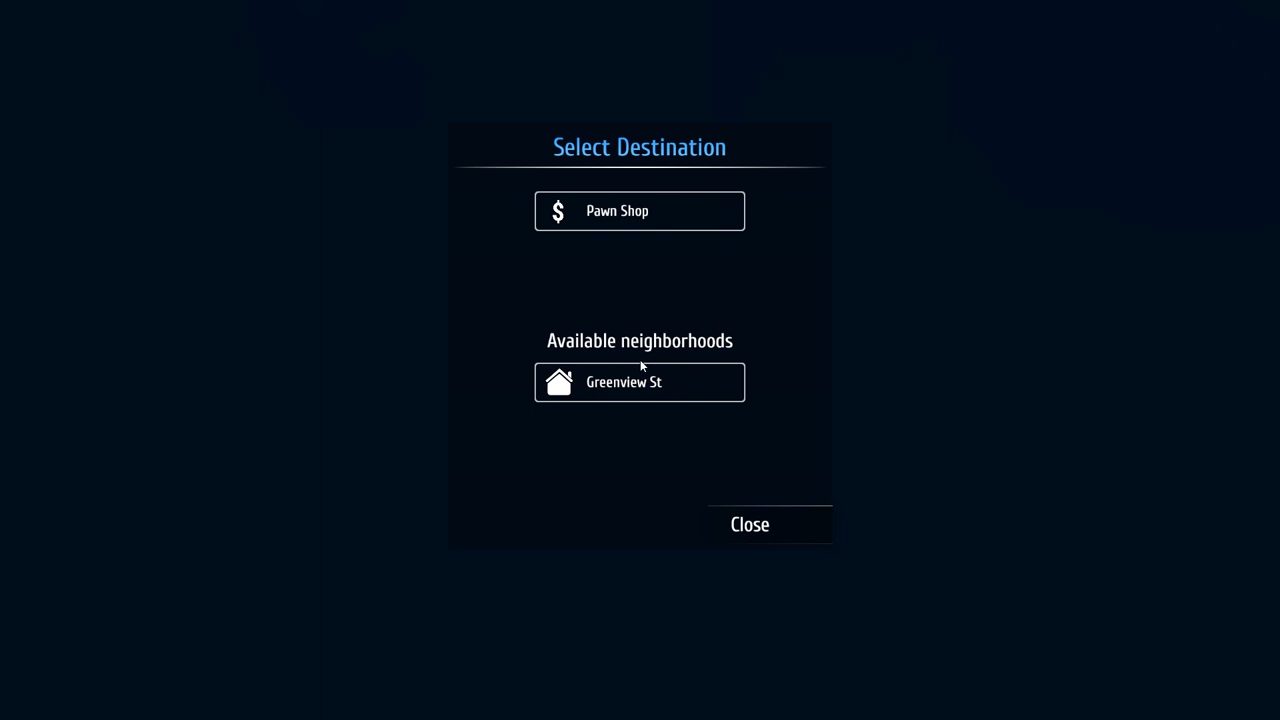 Select Destination
$ Pawn Shop
Available neighborhoods
Greenview St
Close